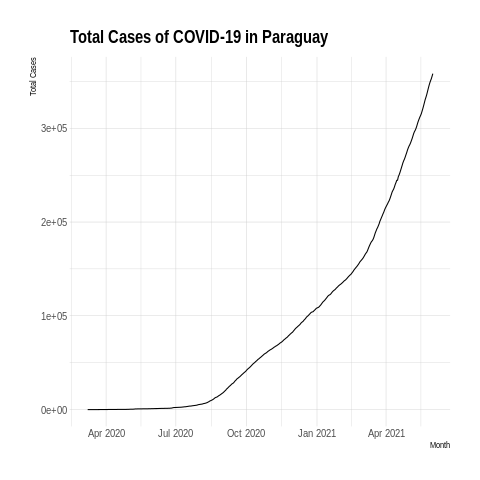 Total Cases of COVID-19 in Paraguay
Total Cases
3e+05
2e+05
1e+05
0e+00
Apr 2020 Jul 2020 Oct 2020 Jan 2021 Apr 2021
Month